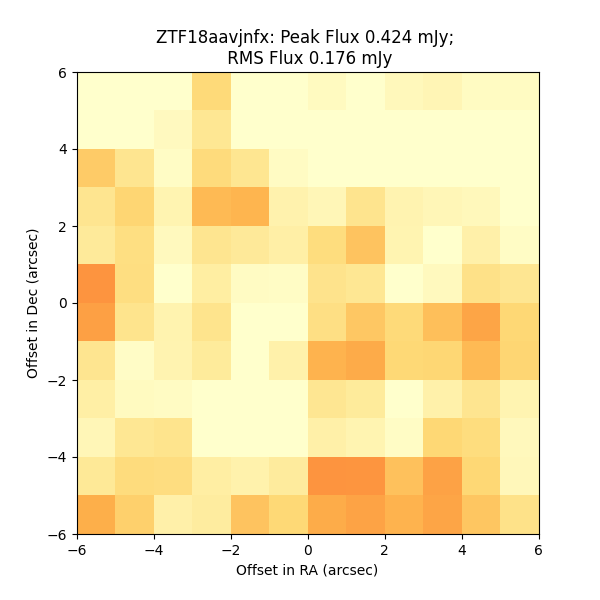 ZTF18aavjnfx: Peak Flux 0.424 mJy;
RMS Flux 0.176 mJy
6
4
2
0
−2
−4
−6
Offset in Dec (arcsec)
−6 −4 −2 0 2 4 6
Offset in RA (arcsec)